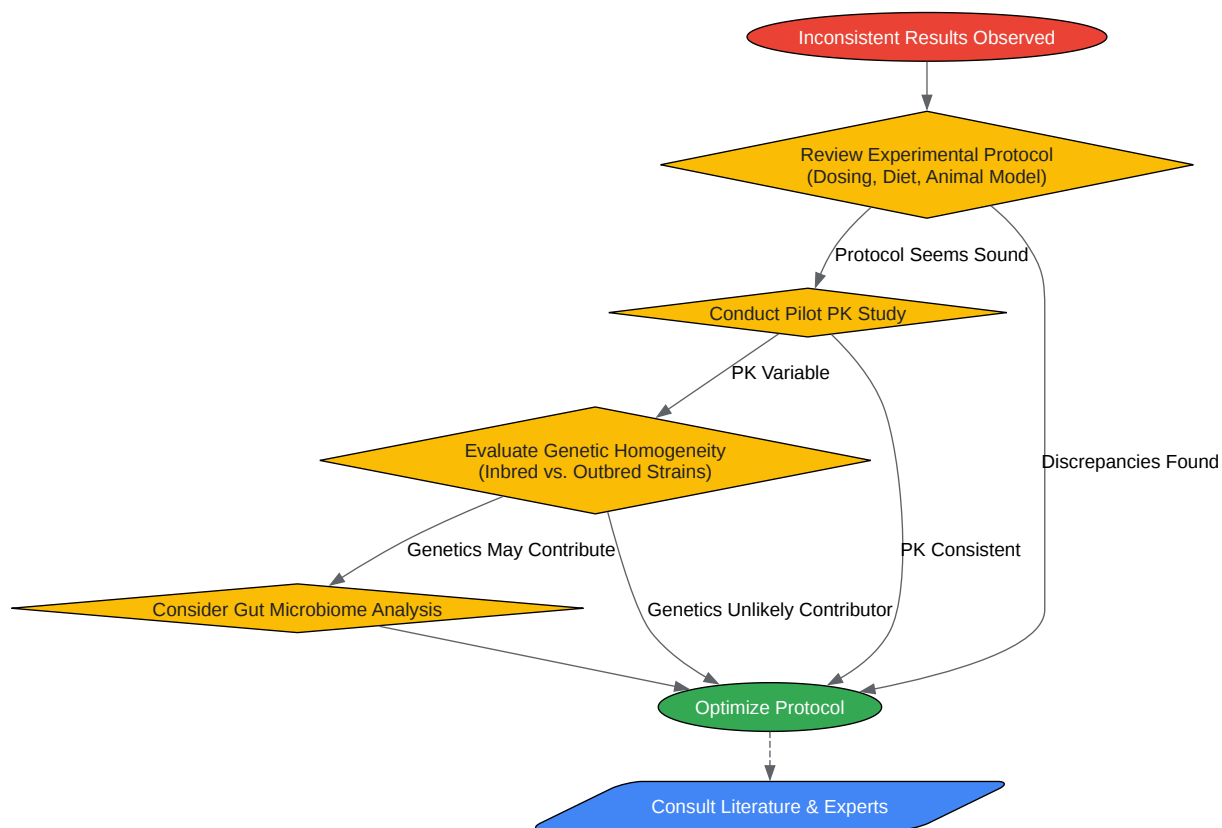 Inconsistent Results Observed
Review Experimental Protocol
(Dosing, Diet, Animal Model)
Protocol Seems Sound
Conduct Pilot PK Study
PK Variable
Evaluate Genetic Homogeneity
(Inbred vs. Outbred Strains)
Discrepancies Found
Genetics May Contribute
PK Consistent
Consider Gut Microbiome Analysis
Genetics Unlikely Contributor
Optimize Protocol
Consult Literature & Experts